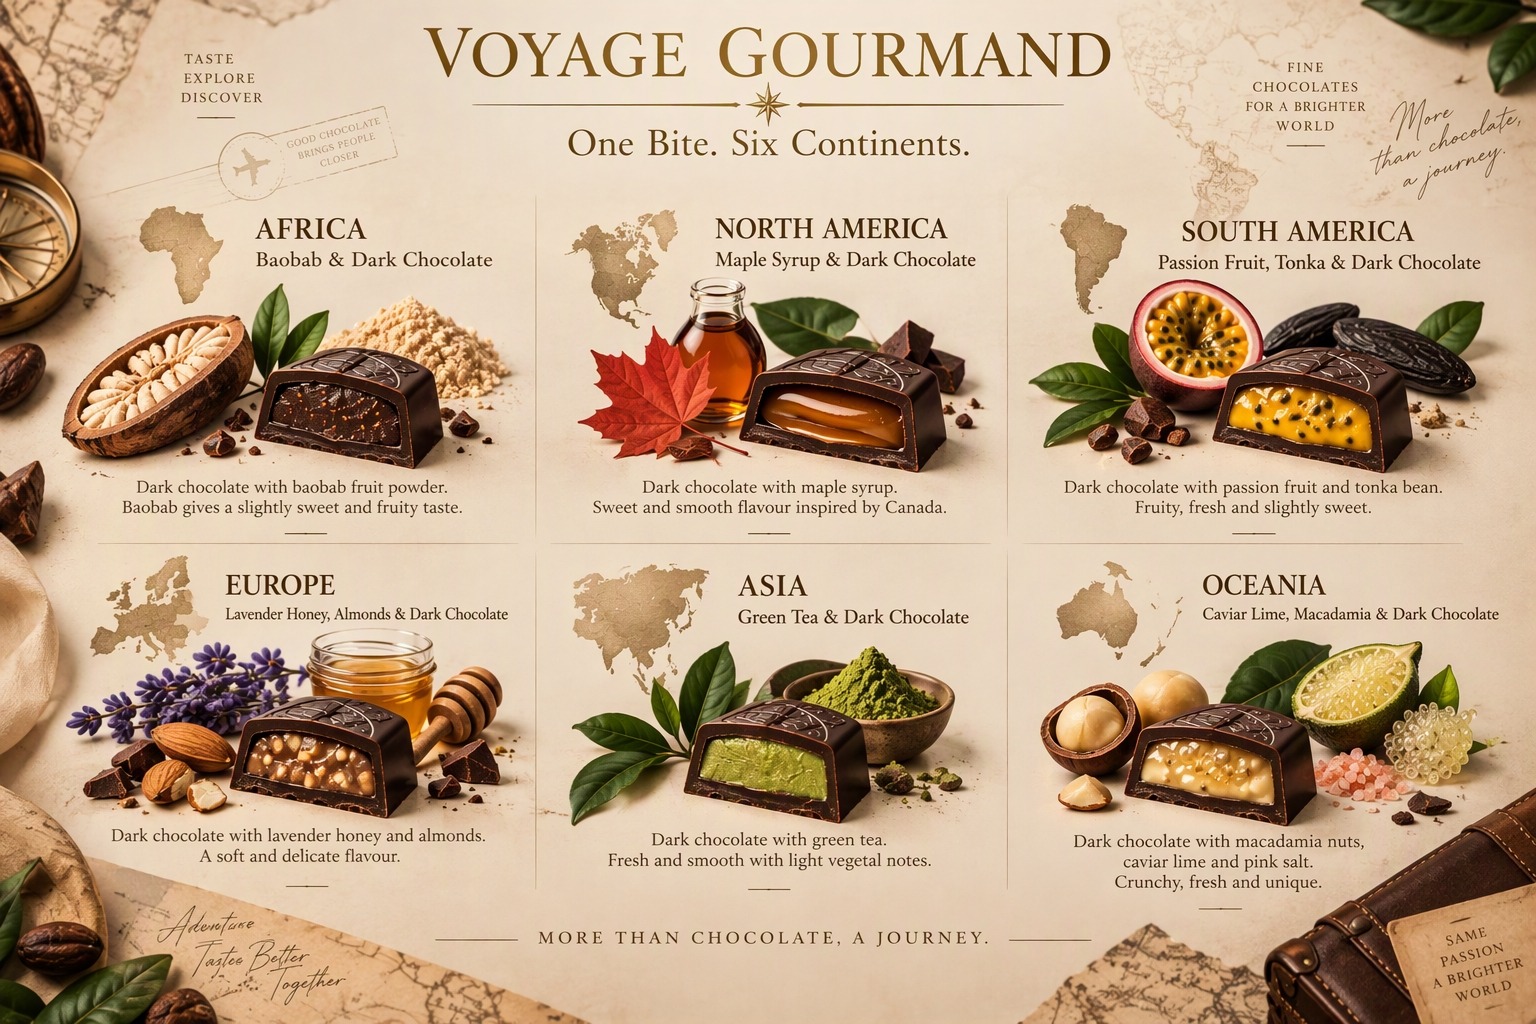 VOYAGE GOURMAND
One Bite. Six Continents.
TASTE
EXPLORE
DISCOVER
GOOD CHOCOLATE
BRINGS PEOPLE
CLOSER
FINE
CHOCOLATES
FOR A BRIGHTER
WORLD
More
than chocolate,
a journey.
AFRICA
Baobab & Dark Chocolate
Dark chocolate with baobab fruit powder.
Baobab gives a slightly sweet and fruity taste.
NORTH AMERICA
Maple Syrup & Dark Chocolate
Dark chocolate with maple syrup.
Sweet and smooth flavour inspired by Canada.
SOUTH AMERICA
Passion Fruit, Tonka & Dark Chocolate
Dark chocolate with passion fruit and tonka bean.
Fruity, fresh and slightly sweet.
EUROPE
Lavender Honey, Almonds & Dark Chocolate
Dark chocolate with lavender honey and almonds.
A soft and delicate flavour.
ASIA
Green Tea & Dark Chocolate
Dark chocolate with green tea.
Fresh and smooth with light vegetal notes.
OCEANIA
Caviar Lime, Macadamia & Dark Chocolate
Dark chocolate with macadamia nuts,
caviar lime and pink salt.
Crunchy, fresh and unique.
Adventure
Tastes Better
Together
MORE THAN CHOCOLATE, A JOURNEY.
SAME
PASSION
A BRIGHTER
WORLD